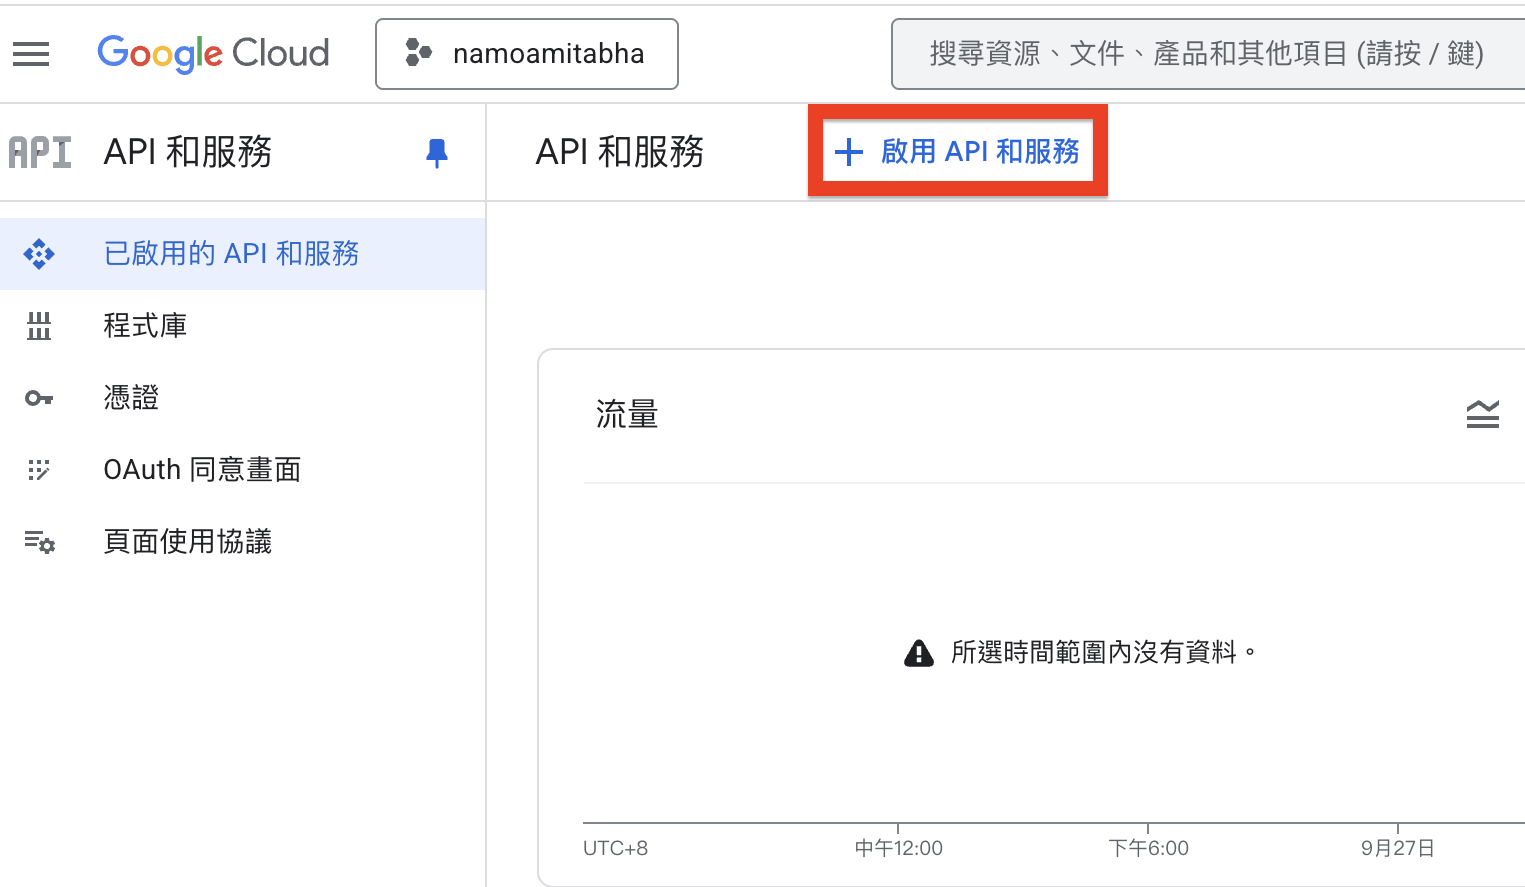 Google Cloud
namoamitabha
搜尋資源、文件、產品和其他項目 (請按 / 鍵)
API
API 和服務
API 和服務
啟用 API 和服務
已啟用的 API 和服務
程式庫
憑證
OAuth 同意畫面
頁面使用協議
流量
所選時間範圍內沒有資料。
UTC+8
中午12:00
下午6:00
9月27日